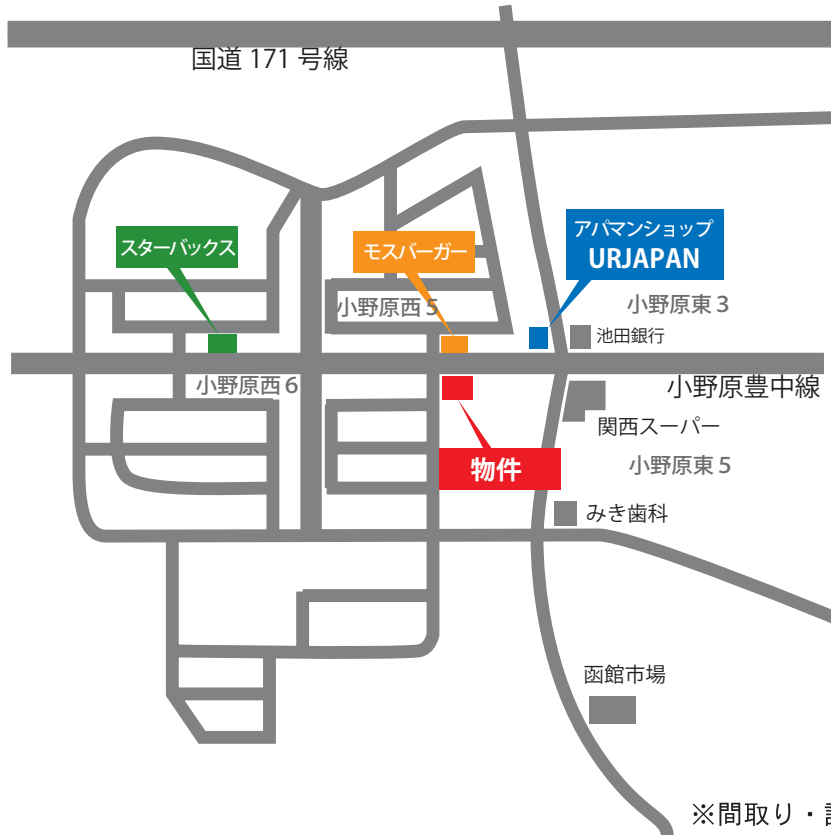 国道 171 号線
スターバックス
モスバーガー
アパマンショップ
URJAPAN
小野原西 5
小野原東 3
池田銀行
小野原西 6
小野原豊中線
関西スーパー
物件
小野原東 5
みき歯科
函館市場
※間取り・